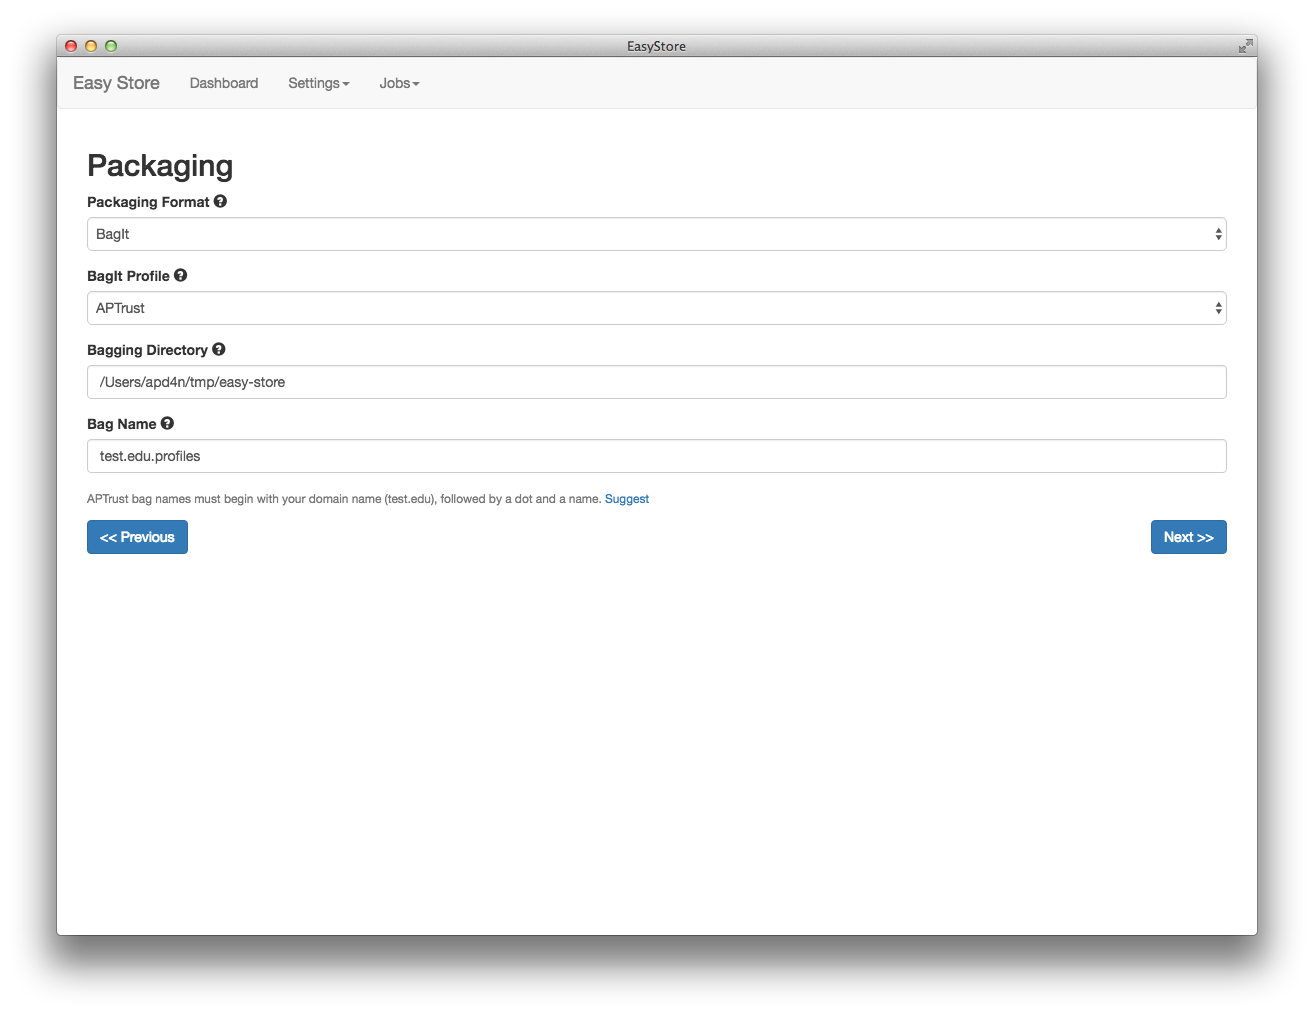 EasyStore
Easy Store Dashboard Settings Jobs
Packaging
Packaging Format
BagIt
BagIt Profile
APTrust
Bagging Directory
/Users/apd4n/tmp/easy-store
Bag Name
test.edu.profiles
APTrust bag names must begin with your domain name (test.edu), followed by a dot and a name. Suggest
<< Previous Next >>